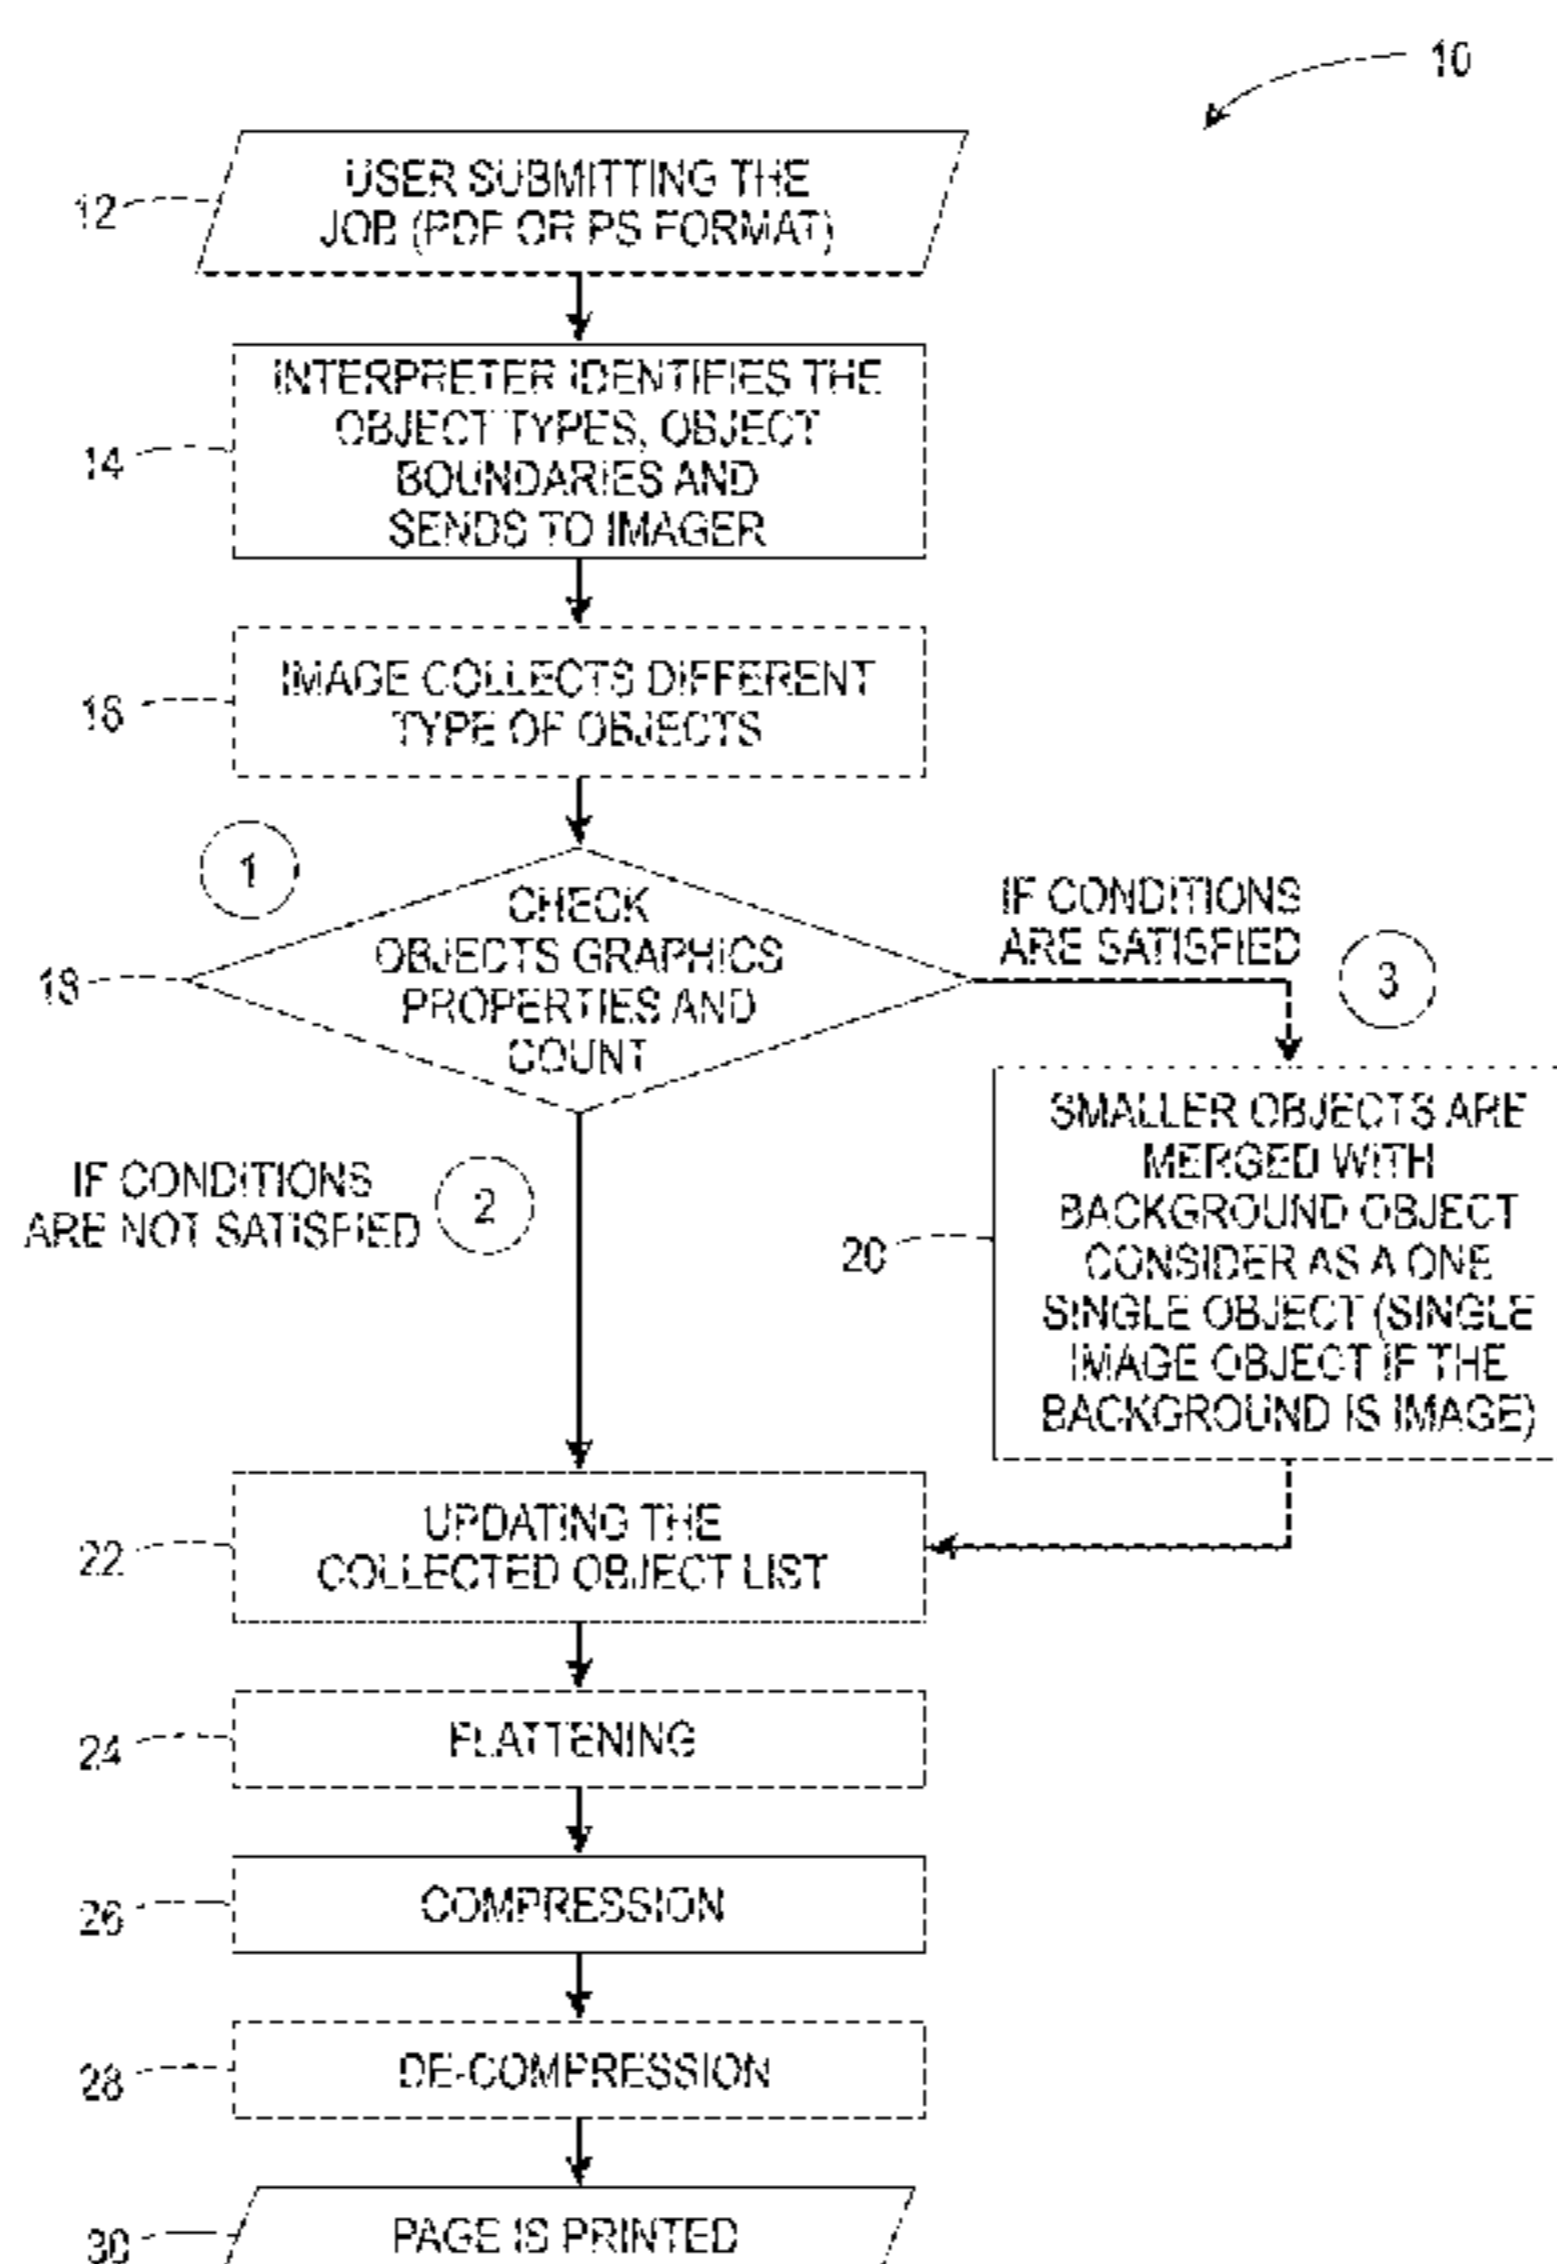 10
12
USER SUBMITTING THE
JOB (PDF OR PS FORMAT)
14
INTERPRETER IDENTIFIES THE
OBJECT TYPES, OBJECT
BOUNDARIES AND
SENDS TO IMAGER
16
IMAGE COLLECTS DIFFERENT
TYPE OF OBJECTS
1
18
CHECK
OBJECTS GRAPHICS
PROPERTIES AND
COUNT
IF CONDITIONS
ARE SATISFIED
3
IF CONDITIONS
ARE NOT SATISFIED
2
20
SMALLER OBJECTS ARE
MERGED WITH
BACKGROUND OBJECT
CONSIDER AS A ONE
SINGLE OBJECT (SINGLE
IMAGE OBJECT IF THE
BACKGROUND IS IMAGE)
22
UPDATING THE
COLLECTED OBJECT LIST
24
FLATTENING
26
COMPRESSION
28
DE-COMPRESSION
30
PAGE IS PRINTED